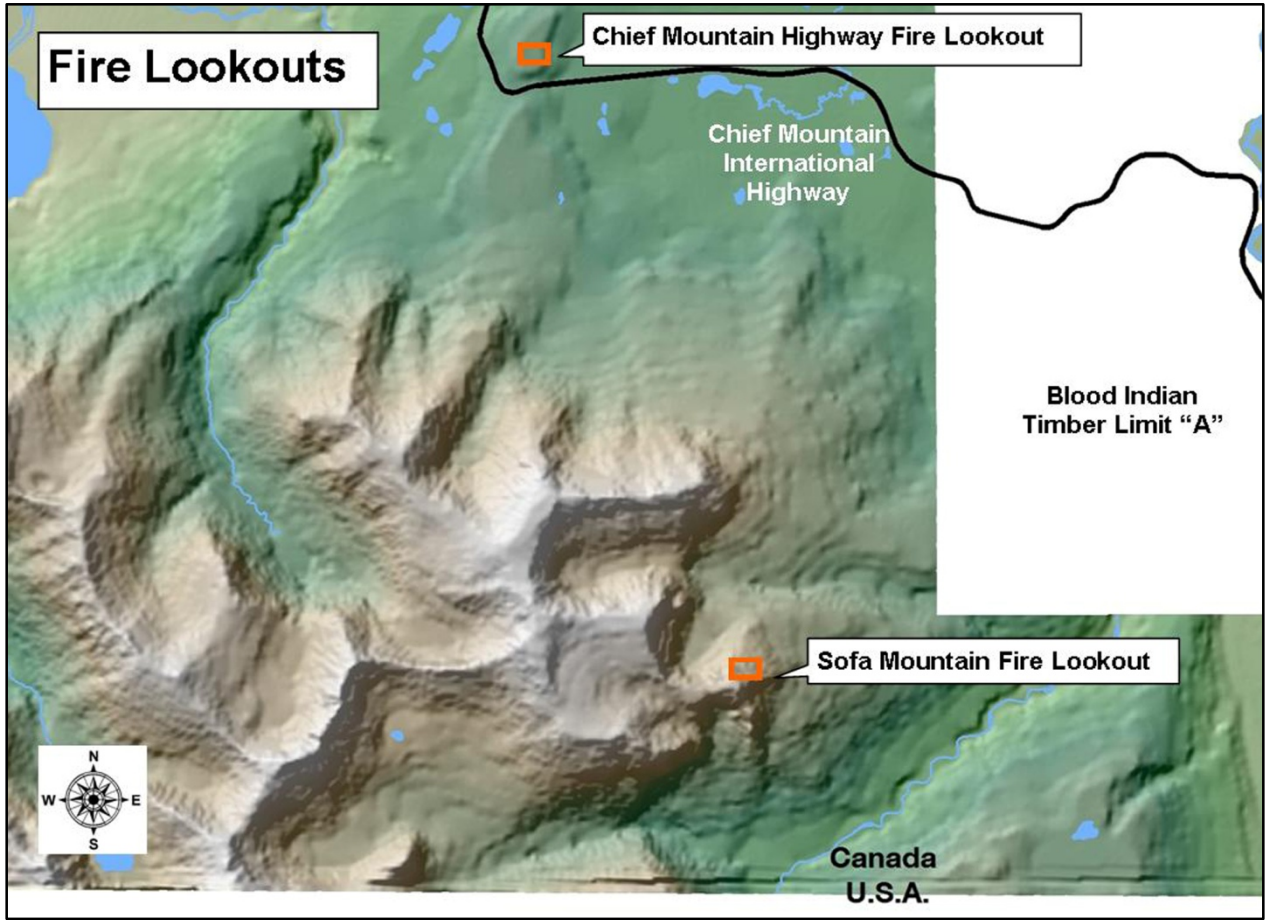 Fire Lookouts
Chief Mountain Highway Fire Lookout
Chief Mountain
International
Highway
Blood Indian
Timber Limit “A”
Sofa Mountain Fire Lookout
N
W E
S
Canada
U.S.A.